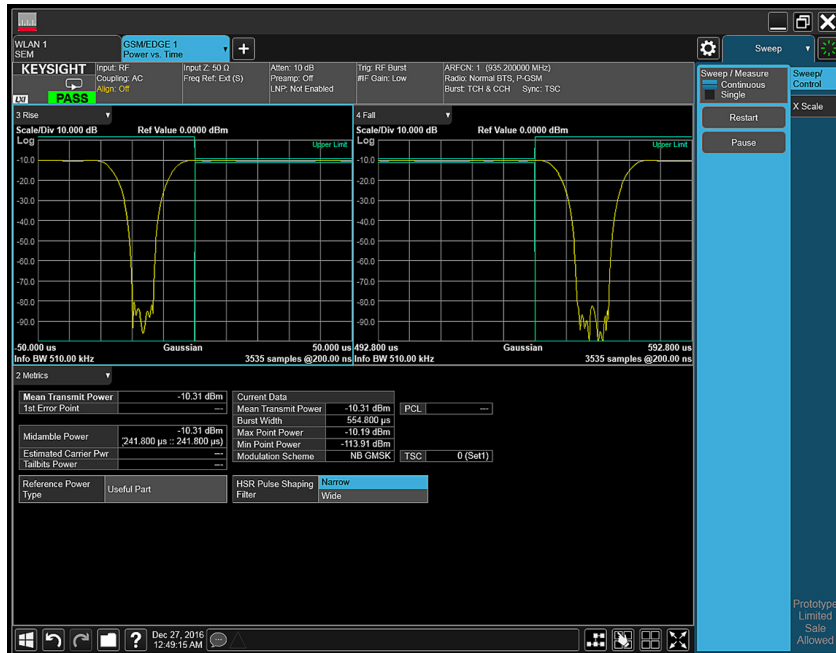 WLAN 1
SEM
GSM/EDGE 1
Power vs. Time
Sweep
KEYSIGHT
LXI
PASS
Input: RF
Coupling: AC
Align: Off
Input Z: 50 Ω
Freq Ref: Ext (S)
Atten: 10 dB
Preamp: Off
LNP: Not Enabled
Trig: RF Burst
#IF Gain: Low
ARFCN: 1 (935.200000 MHz)
Radio: Normal BTS, P-GSM
Burst: TCH & CCH Sync: TSC
Sweep / Measure
Continuous
Single
Restart
Pause
Sweep/
Control
X Scale
3 Rise
Scale/Div 10.000 dB Ref Value 0.0000 dBm
Log
Upper Limit
-10.0
-20.0
-30.0
-40.0
-50.0
-60.0
-70.0
-80.0
-90.0
-50.000 us Gaussian 50.000 us
Info BW 510.00 kHz 3535 samples @200.00 ns
4 Fall
Scale/Div 10.000 dB Ref Value 0.0000 dBm
Log
Upper Limit
-10.0
-20.0
-30.0
-40.0
-50.0
-60.0
-70.0
-80.0
-90.0
492.800 us Gaussian 592.800 us
Info BW 510.00 kHz 3535 samples @200.00 ns
2 Metrics
Mean Transmit Power -10.31 dBm
1st Error Point ---
Midamble Power -10.31 dBm
(241.800 µs :: 241.800 µs)
Estimated Carrier Pwr ---
Tailbits Power ---
Current Data
Mean Transmit Power -10.31 dBm PCL ---
Burst Width 554.800 µs
Max Point Power -10.19 dBm
Min Point Power -113.91 dBm
Modulation Scheme NB GMSK TSC 0 (Set1)
Reference Power
Type
Useful Part
HSR Pulse Shaping
Filter
Narrow
Wide
Prototype
Limited
Sale
Allowed
Dec 27, 2016
12:49:15 AM